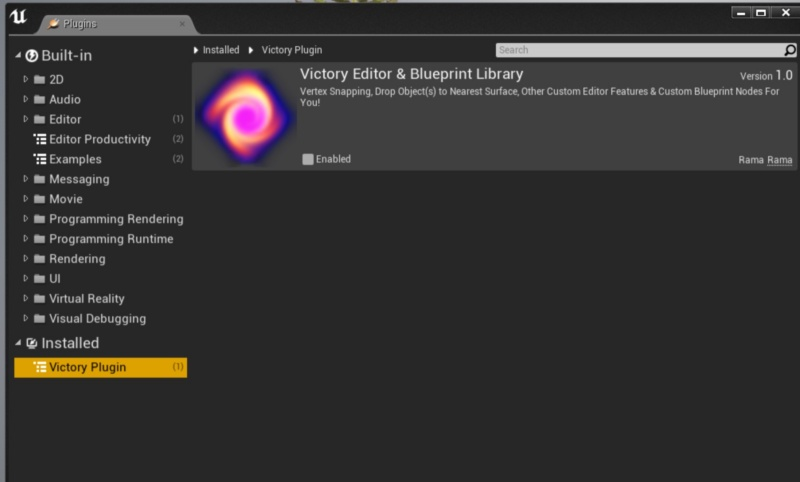 Plugins
Built-in
2D
Audio
Editor (1)
Editor Productivity (2)
Examples (2)
Messaging
Movie
Programming Rendering
Programming Runtime
Rendering
UI
Virtual Reality
Visual Debugging
Installed
Victory Plugin (1)
Installed Victory Plugin
Search
Victory Editor & Blueprint Library
Version 1.0
Vertex Snapping, Drop Object(s) to Nearest Surface, Other Custom Editor Features & Custom Blueprint Nodes For
You!
Enabled
Rama Rama